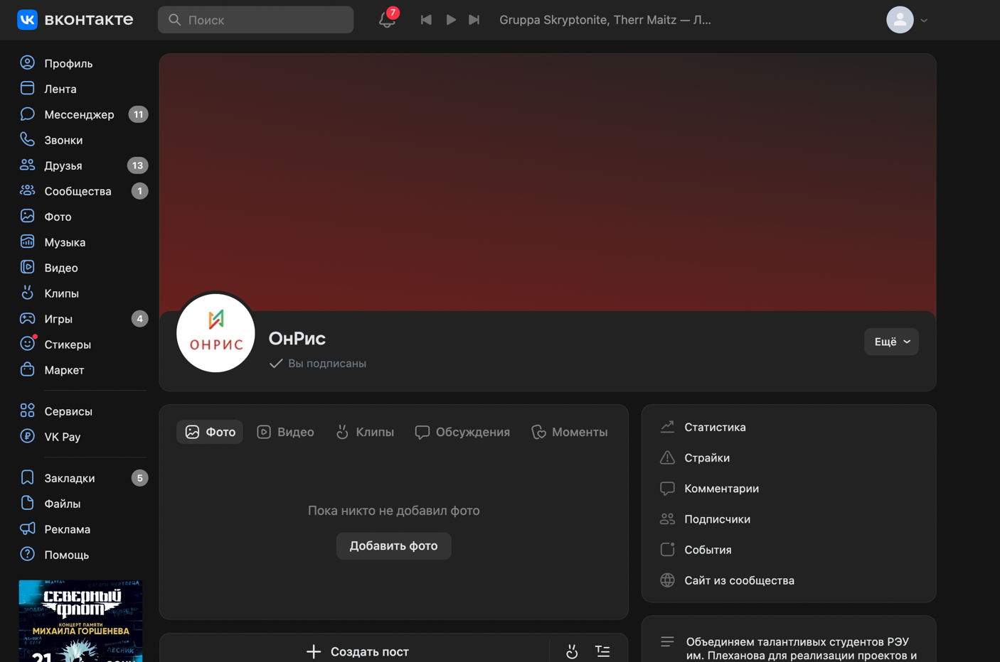 вконтакте
Поиск
7
Gruppa Skryptonite, Therr Maitz — Л...
Профиль
Лента
Мессенджер 11
Звонки
Друзья 13
Сообщества 1
Фото
Музыка
Видео
Клипы
Игры 4
Стикеры
Маркет
Сервисы
VK Pay
Закладки 5
Файлы
Реклама
Помощь
СЕВЕРНЫЙ
ФЛОТ
КОНЦЕРТ ПАМЯТИ
МИХАИЛА ГОРШЕНЕВА
ЛЕСНИК
21
ОНРИС
ОнРис
Вы подписаны
Ещё
Фото Видео Клипы Обсуждения Моменты
Пока никто не добавил фото
Добавить фото
Создать пост
Статистика
Страйки
Комментарии
Подписчики
События
Сайт из сообщества
Объединяем талантливых студентов РЭУ
им. Плеханова для реализации проектов и